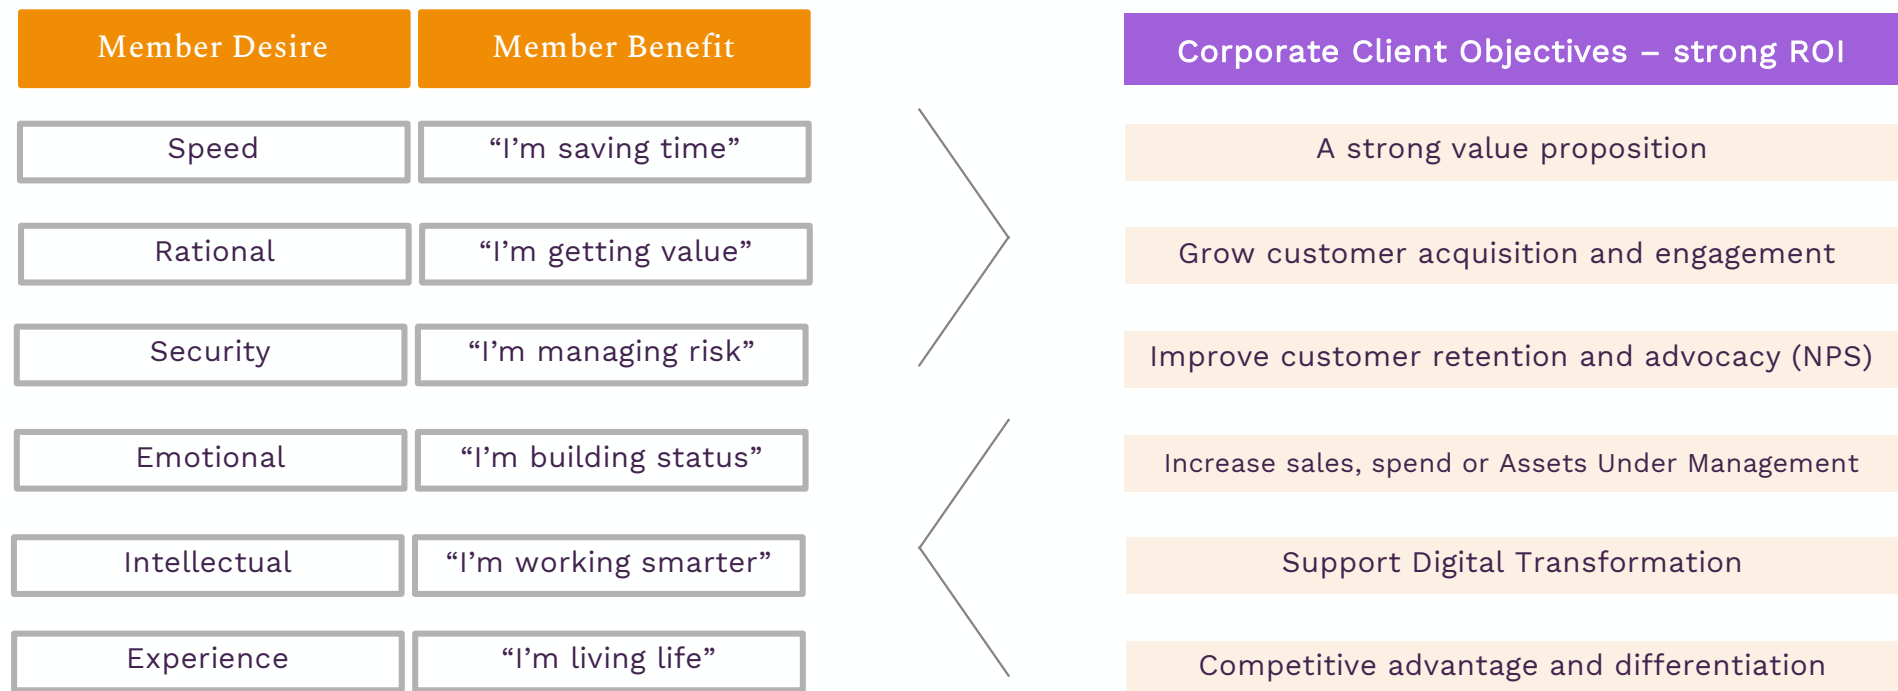 Member Desire
Member Benefit
Corporate Client Objectives – strong ROI
Speed
“I’m saving time”
A strong value proposition
Rational
“I’m getting value”
Grow customer acquisition and engagement
Security
“I’m managing risk”
Improve customer retention and advocacy (NPS)
Emotional
“I’m building status”
Increase sales, spend or Assets Under Management
Intellectual
“I’m working smarter”
Support Digital Transformation
Experience
“I’m living life”
Competitive advantage and differentiation